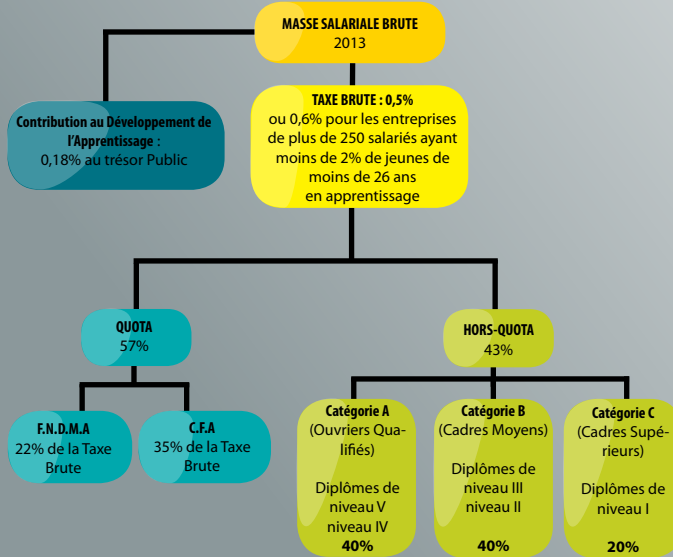 MASSE SALARIALE BRUTE
2013
Contribution au Développement de
l'Apprentissage :
0,18% au trésor Public
TAXE BRUTE : 0,5%
ou 0,6% pour les entreprises
de plus de 250 salariés ayant
moins de 2% de jeunes de
moins de 26 ans
en apprentissage
QUOTA
57%
HORS-QUOTA
43%
F.N.D.M.A
22% de la Taxe
Brute
C.F.A
35% de la Taxe
Brute
Catégorie A
(Ouvriers Qua-
lifiés)
Diplômes de
niveau V
niveau IV
40%
Catégorie B
(Cadres Moyens)
Diplômes de
niveau III
niveau II
40%
Catégorie C
(Cadres Supé-
rieurs)
Diplômes de
niveau I
20%